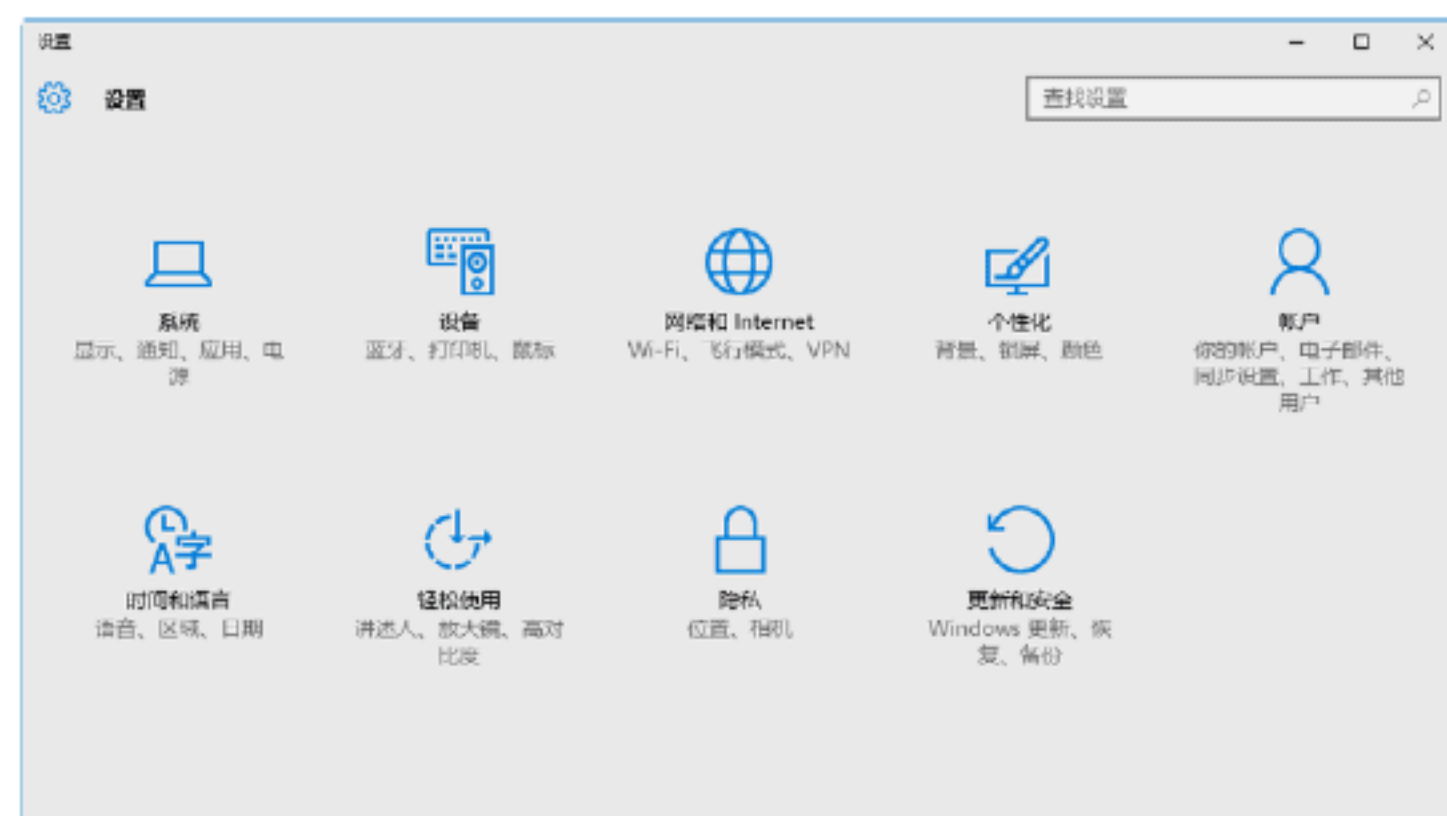 设置
设置
查找设置
系统
显示、通知、应用、电
源
设备
蓝牙、打印机、鼠标
网络和 Internet
Wi-Fi、飞行模式、VPN
个性化
背景、锁屏、颜色
帐户
你的帐户、电子邮件、
同步设置、工作、其他
用户
时间和语言
语音、区域、日期
轻松使用
讲述人、放大镜、高对
比度
隐私
位置、相机
更新和安全
Windows 更新、恢
复、备份